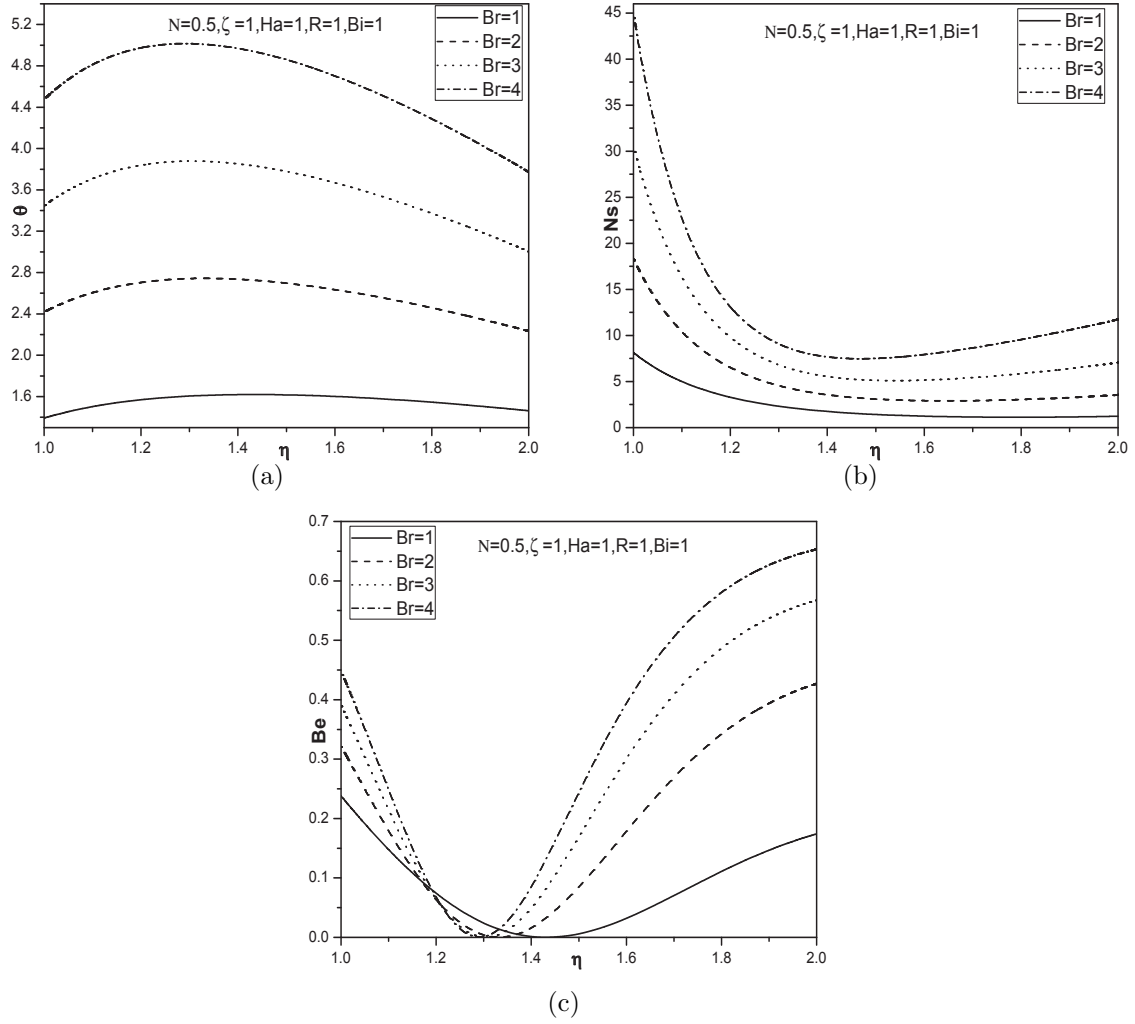 N=0.5,ζ =1,Ha=1,R=1,Bi=1
Br=1
Br=2
Br=3
Br=4
5.2
4.8
4.4
4.0
3.6
3.2
2.8
2.4
2.0
1.6
θ
1.0
1.2
1.4
1.6
1.8
2.0
η
(a)
N=0.5,ζ =1,Ha=1,R=1,Bi=1
Br=1
Br=2
Br=3
Br=4
45
40
35
30
25
20
15
10
5
0
Ns
1.0
1.2
1.4
1.6
1.8
2.0
η
(b)
Br=1
Br=2
Br=3
Br=4
N=0.5,ζ =1,Ha=1,R=1,Bi=1
0.7
0.6
0.5
0.4
0.3
0.2
0.1
0.0
Be
1.0
1.2
1.4
1.6
1.8
2.0
η
(c)